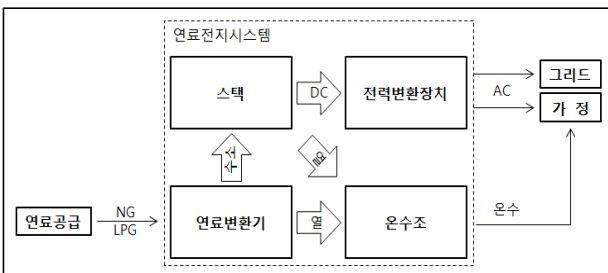 연료전지시스템
스택
DC
전력변환장치
AC
그리드
가 정
수소
열
연료공급
NG
LPG
연료변환기
열
온수조
온수